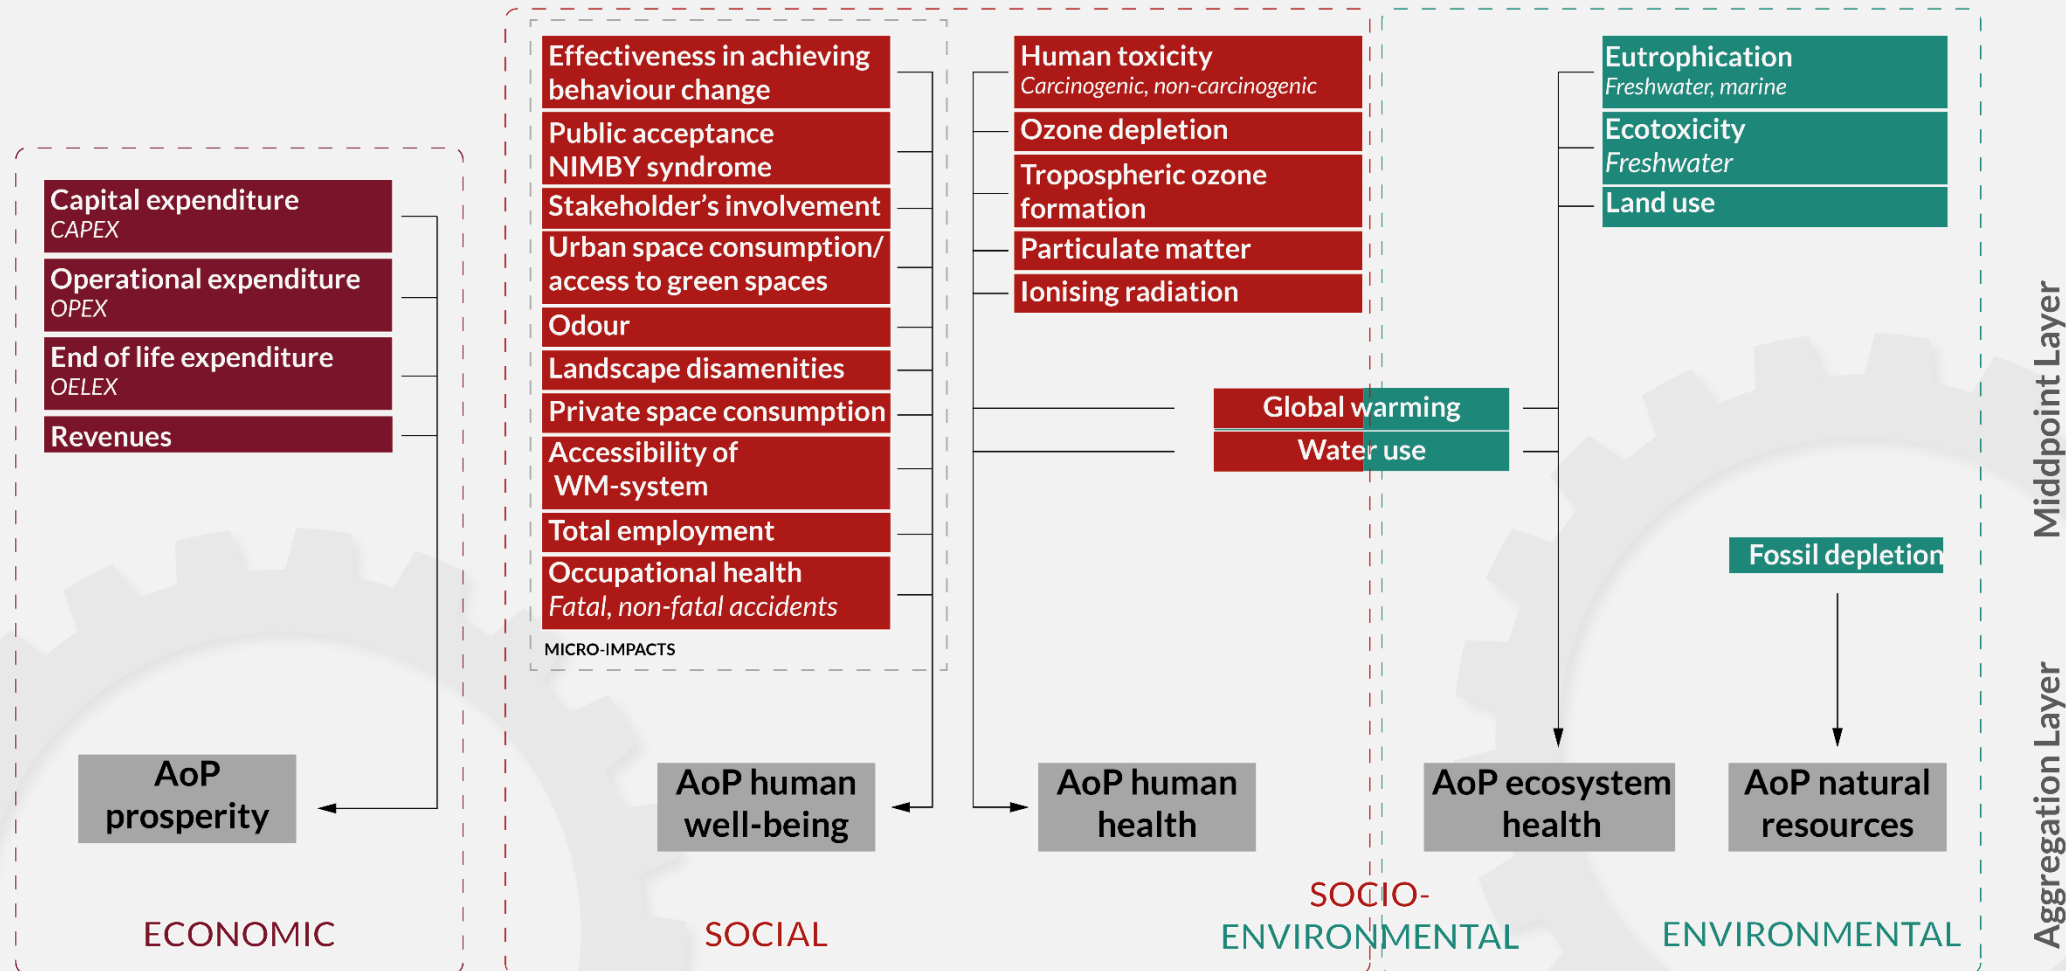 Capital expenditure
CAPEX
Operational expenditure
OPEX
End of life expenditure
OELEX
Revenues
AoP
prosperity
ECONOMIC
Effectiveness in achieving
behaviour change
Public acceptance
NIMBY syndrome
Stakeholder’s involvement
Urban space consumption/
access to green spaces
Odour
Landscape disamenities
Private space consumption
Accessibility of
WM-system
Total employment
Occupational health
Fatal, non-fatal accidents
MICRO-IMPACTS
AoP human
well-being
SOCIAL
Human toxicity
Carcinogenic, non-carcinogenic
Ozone depletion
Tropospheric ozone
formation
Particulate matter
Ionising radiation
Global warming
Water use
AoP human
health
SOCIO-
ENVIRONMENTAL
Eutrophication
Freshwater, marine
Ecotoxicity
Freshwater
Land use
Fossil depletion
AoP ecosystem
health
AoP natural
resources
ENVIRONMENTAL
Middpoint Layer
Aggregation Layer